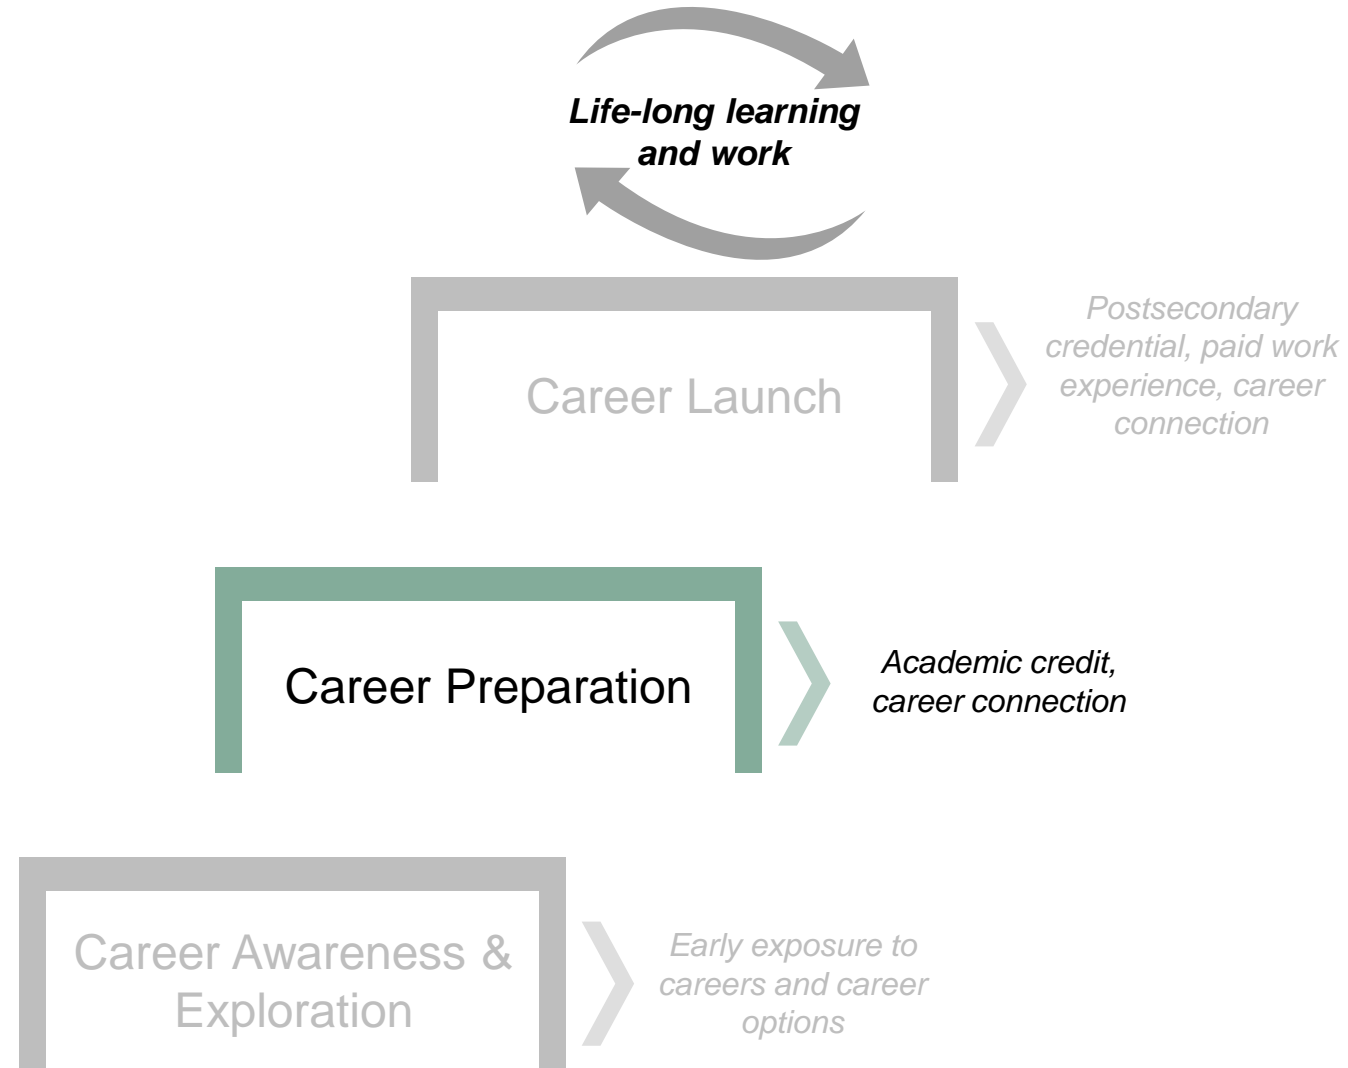 Life-long learning
and work
Career Launch
Postsecondary
credential, paid work
experience, career
connection
Career Preparation
Academic credit,
career connection
Career Awareness &
Exploration
Early exposure to
careers and career
options